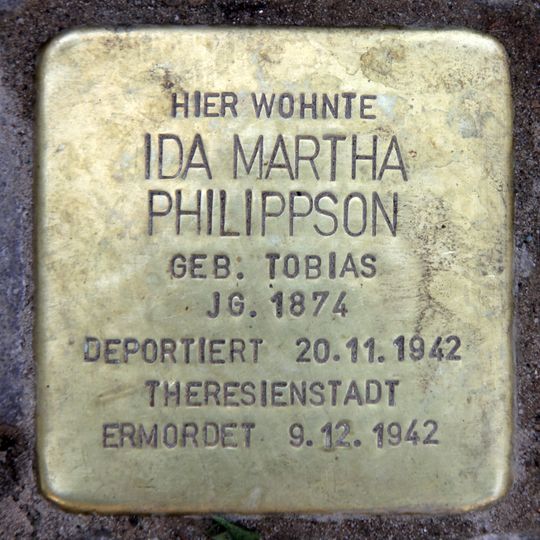 HIER WOHNTE
IDA MARTHA
PHILIPPSON
GEB. TOBIAS
JG. 1874
DEPORTIERT 20.11.1942
THERESIENSTADT
ERMORDET 9.12.1942